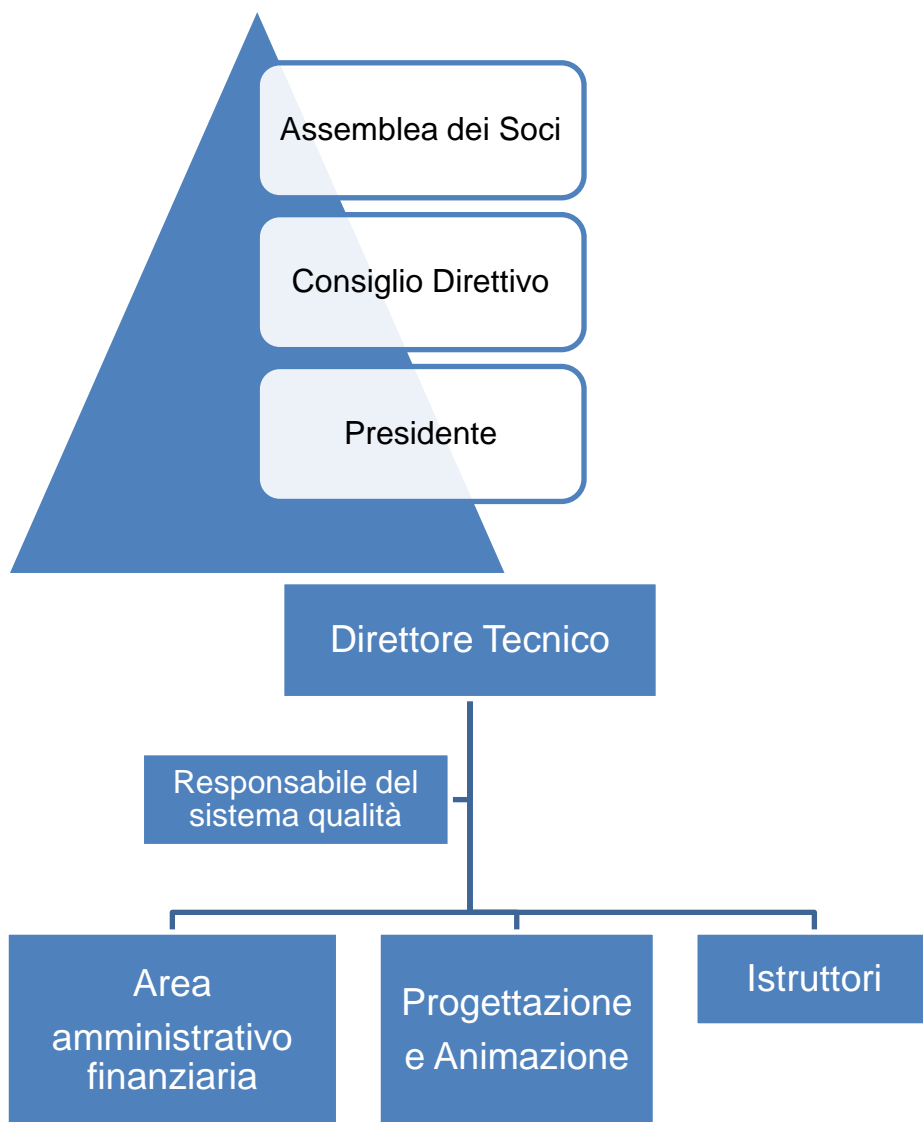 Assemblea dei Soci
Consiglio Direttivo
Presidente
Direttore Tecnico
Responsabile del
sistema qualità
Area
amministrativo
finanziaria
Progettazione
e Animazione
Istruttori